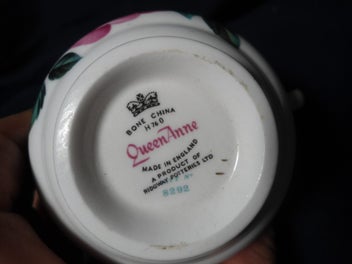 BONE CHINA
H760
Queen Anne
MADE IN ENGLAND
A PRODUCT OF
RIDGWAY POTTERIES LTD
8292